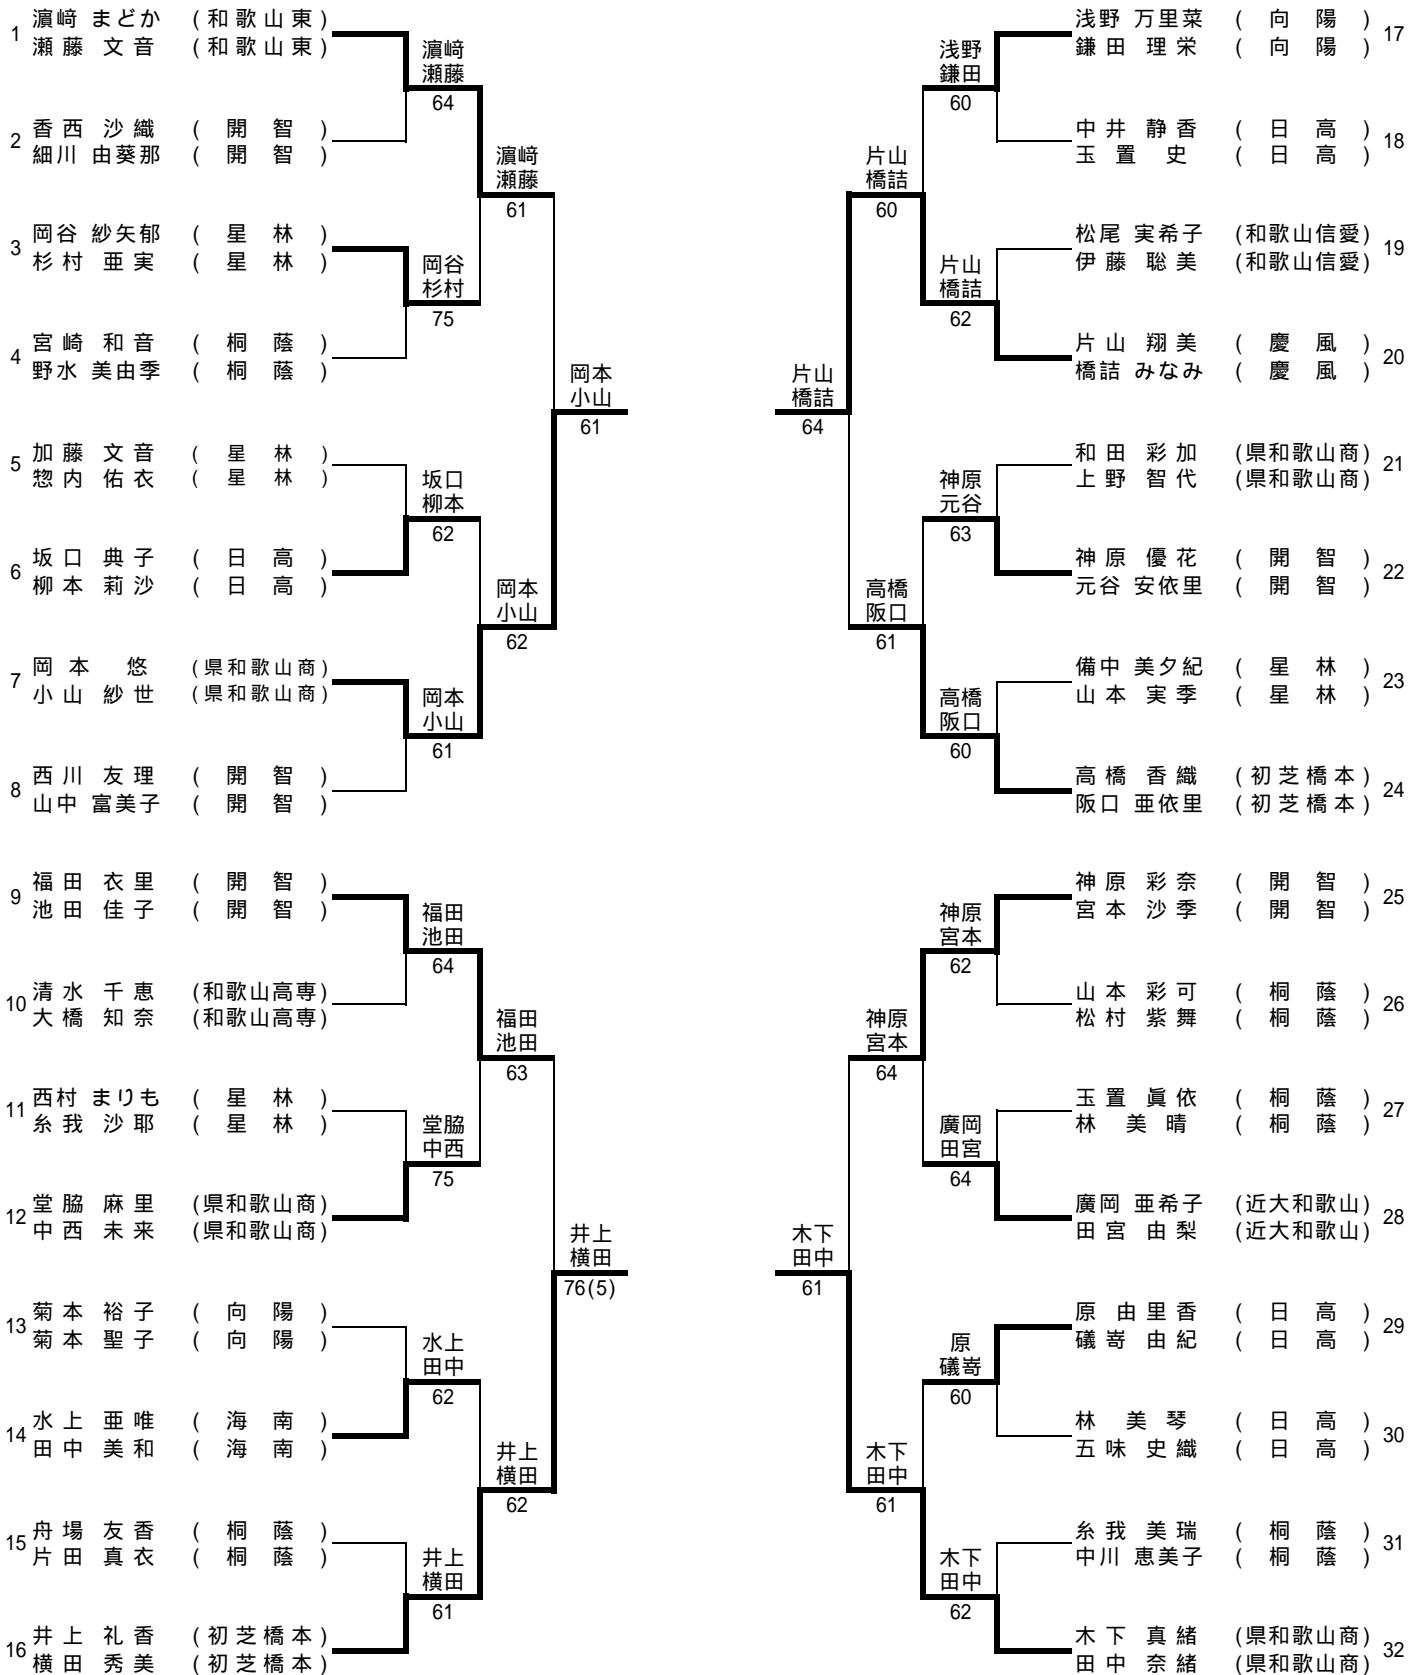 1 濵﨑 まどか (和歌山東)
瀬藤 文音 (和歌山東)
2 香西 沙織 (開智)
細川 由葵那 (開智)
3 岡谷 紗矢郁 (星林)
杉村 亜実 (星林)
4 宮崎 和音 (桐蔭)
野水 美由季 (桐蔭)
5 加藤 文音 (星林)
惣内 佑衣 (星林)
6 坂口 典子 (日高)
柳本 莉沙 (日高)
7 岡本 悠 (県和歌山商)
小山 紗世 (県和歌山商)
8 西川 友理 (開智)
山中 富美子 (開智)
9 福田 衣里 (開智)
池田 佳子 (開智)
10 清水 千恵 (和歌山高専)
大橋 知奈 (和歌山高専)
11 西村 まりも (星林)
糸我 沙耶 (星林)
12 堂脇 麻里 (県和歌山商)
中西 未来 (県和歌山商)
13 菊本 裕子 (向陽)
菊本 聖子 (向陽)
14 水上 亜唯 (海南)
田中 美和 (海南)
15 舟場 友香 (桐蔭)
片田 真衣 (桐蔭)
16 井上 礼香 (初芝橋本)
横田 秀美 (初芝橋本)
濵﨑
瀬藤
64
岡谷
杉村
75
坂口
柳本
62
岡本
小山
61
福田
池田
64
堂脇
中西
75
水上
田中
62
井上
横田
61
濵﨑
瀬藤
61
岡本
小山
62
福田
池田
63
井上
横田
62
岡本
小山
61
井上
横田
76(5)
片山
橋詰
64
木下
田中
61
片山
橋詰
60
高橋
阪口
61
神原
宮本
64
木下
田中
61
浅野
鎌田
60
片山
橋詰
62
神原
元谷
63
高橋
阪口
60
神原
宮本
62
廣岡
田宮
64
原
礒嵜
60
木下
田中
62
浅野 万里菜 (向陽) 17
鎌田 理栄 (向陽)
中井 静香 (日高) 18
玉置 史 (日高)
松尾 実希子 (和歌山信愛) 19
伊藤 聡美 (和歌山信愛)
片山 翔美 (慶風) 20
橋詰 みなみ (慶風)
和田 彩加 (県和歌山商) 21
上野 智代 (県和歌山商)
神原 優花 (開智) 22
元谷 安依里 (開智)
備中 美夕紀 (星林) 23
山本 実季 (星林)
高橋 香織 (初芝橋本) 24
阪口 亜依里 (初芝橋本)
神原 彩奈 (開智) 25
宮本 沙季 (開智)
山本 彩可 (桐蔭) 26
松村 紫舞 (桐蔭)
玉置 眞依 (桐蔭) 27
林 美晴 (桐蔭)
廣岡 亜希子 (近大和歌山) 28
田宮 由梨 (近大和歌山)
原 由里香 (日高) 29
礒嵜 由紀 (日高)
林 美琴 (日高) 30
五味 史織 (日高)
糸我 美瑞 (桐蔭) 31
中川 恵美子 (桐蔭)
木下 真緒 (県和歌山商) 32
田中 奈緒 (県和歌山商)